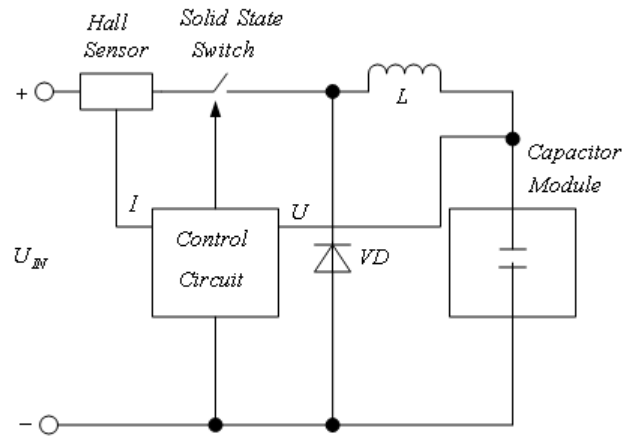 Hall
Sensor
Solid State
Switch
+
L
Capacitor
Module
I
U
Control
Circuit
U_IN
VD
−